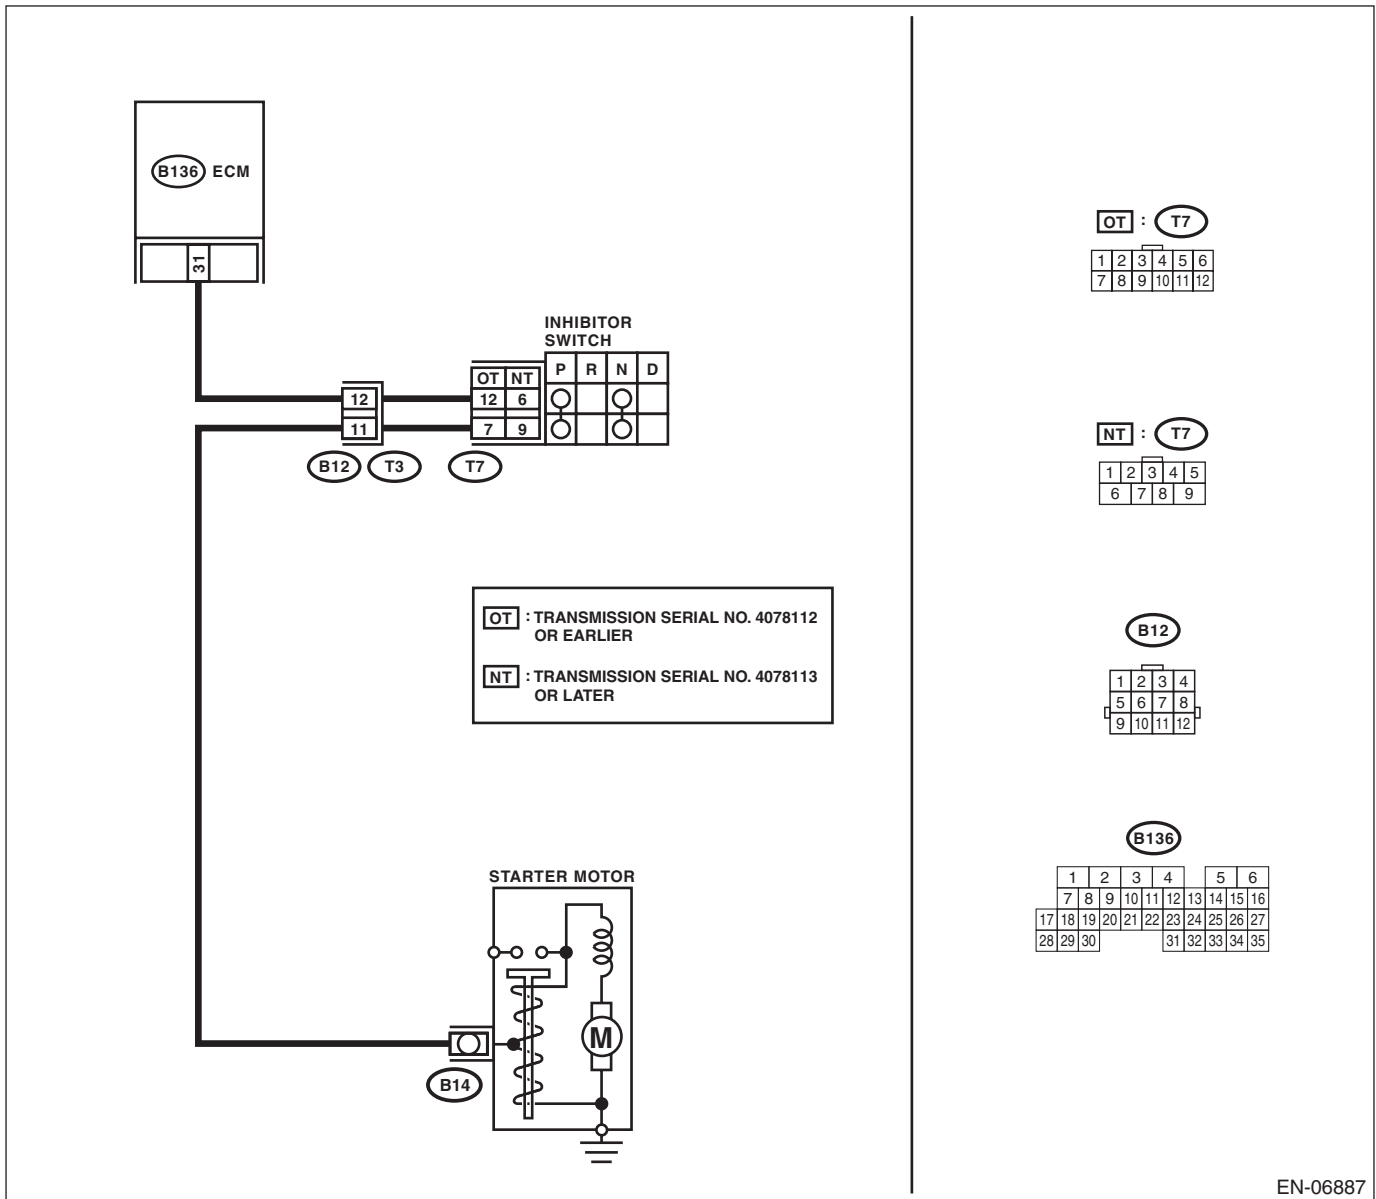 B136 ECM
31
INHIBITOR
SWITCH
P R N D
OT NT
12 12 6
11 7 9
B12 T3 T7
OT : TRANSMISSION SERIAL NO. 4078112
OR EARLIER
NT : TRANSMISSION SERIAL NO. 4078113
OR LATER
STARTER MOTOR
M
B14
OT : T7
1 2 3 4 5 6
7 8 9 10 11 12
NT : T7
1 2 3 4 5
6 7 8 9
B12
1 2 3 4
5 6 7 8
9 10 11 12
B136
1 2 3 4 5 6
7 8 9 10 11 12 13 14 15 16
17 18 19 20 21 22 23 24 25 26 27
28 29 30 31 32 33 34 35
EN-06887